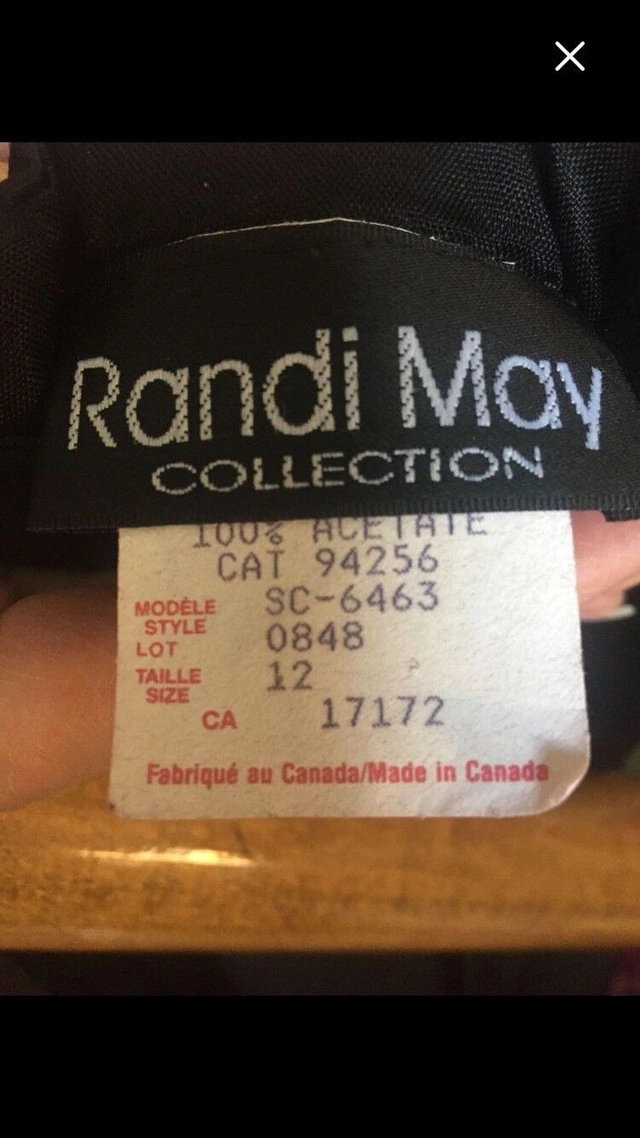 Randi May
COLLECTION
100% ACETATE
CAT 94256
MODÈLE
STYLE SC-6463
LOT 0848
TAILLE
SIZE 12
CA 17172
Fabriqué au Canada/Made in Canada